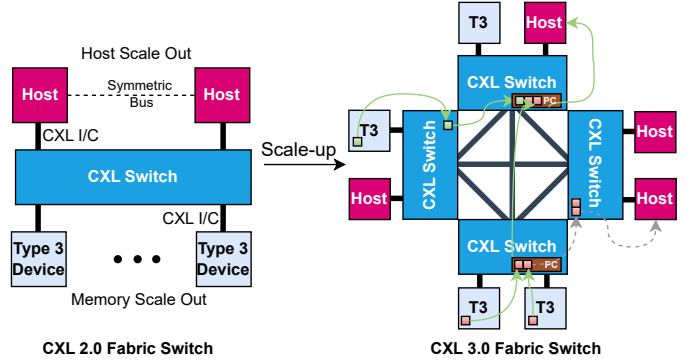 Host Scale Out
Host
Symmetric
Bus
Host
CXL I/C
CXL Switch
CXL I/C
Type 3
Device
Type 3
Device
Memory Scale Out
CXL 2.0 Fabric Switch
Scale-up
T3
Host
CXL Switch
PC
T3
CXL Switch
Host
CXL Switch
Host
Host
CXL Switch
PC
T3
T3
CXL 3.0 Fabric Switch